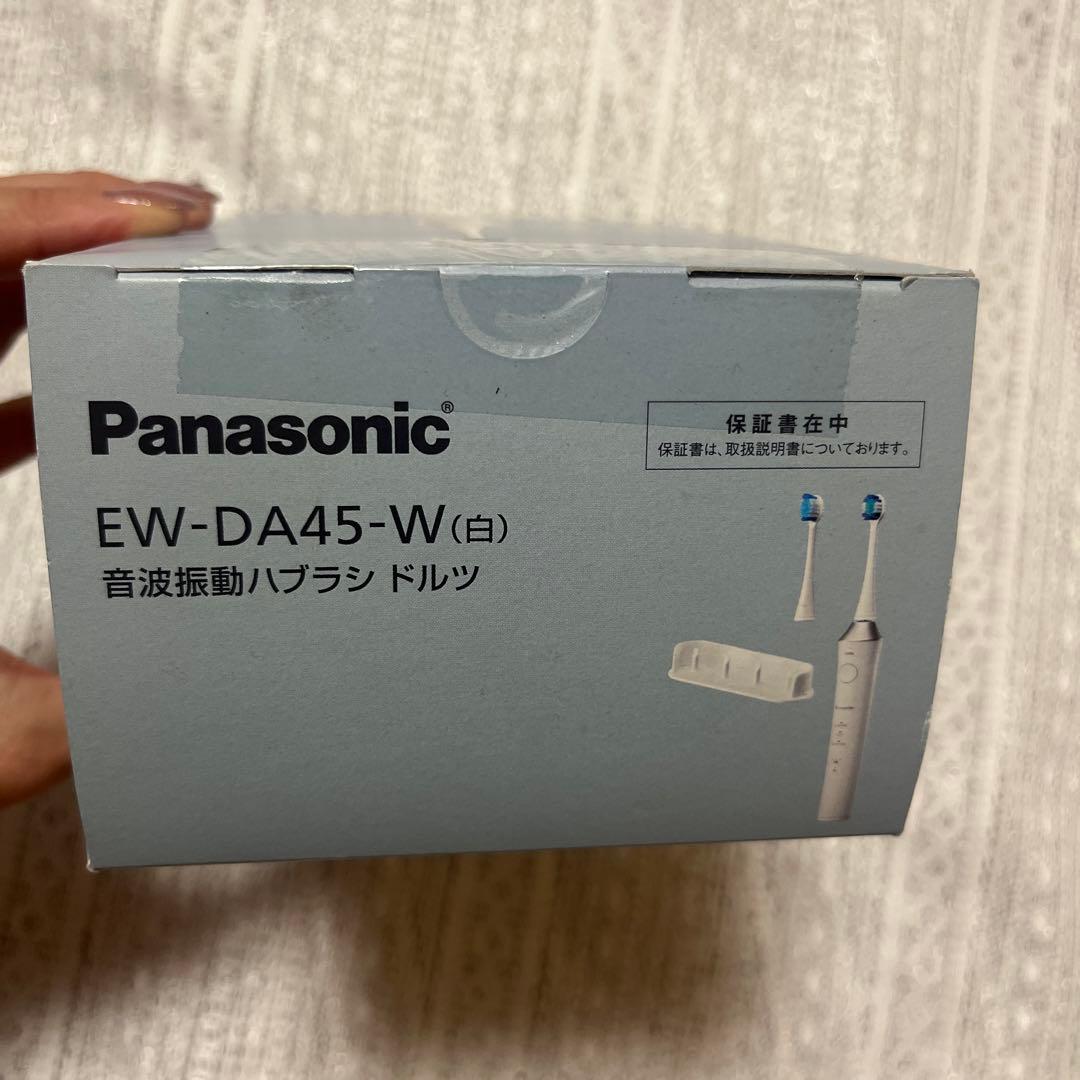 Panasonic®
EW-DA45-W(白)
音波振動ハブラシ ドルツ
保証書在中
保証書は、取扱説明書についております。